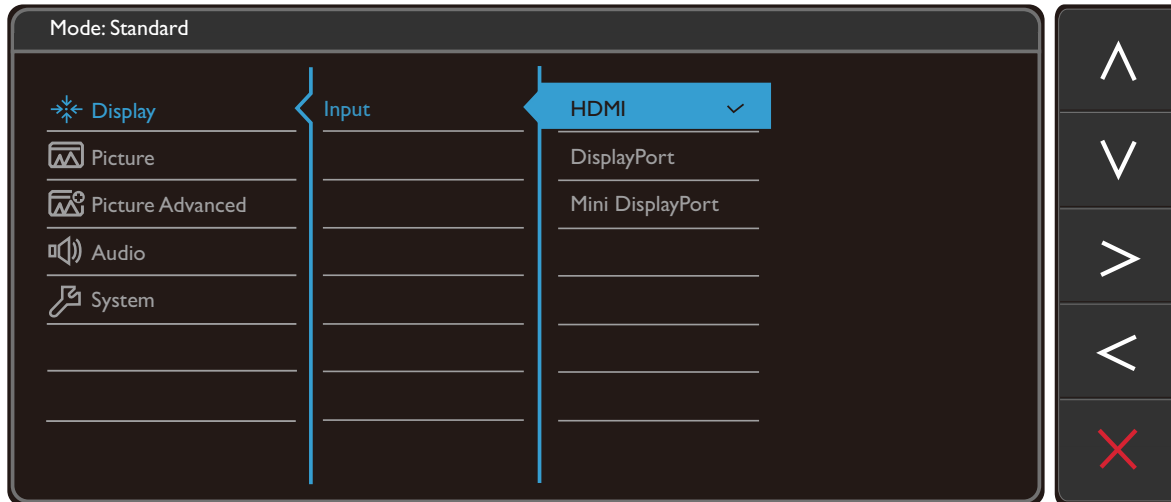 Mode: Standard
Display
Input
HDMI
Picture
DisplayPort
Picture Advanced
Mini DisplayPort
Audio
System